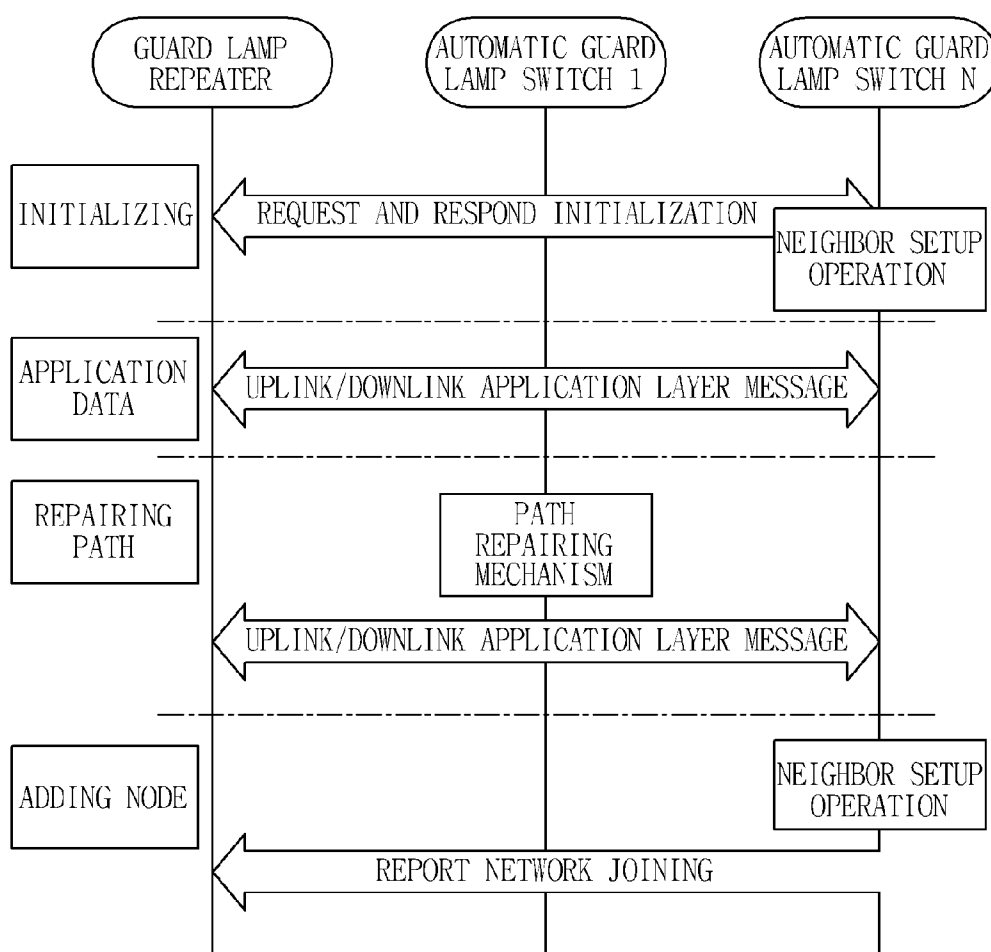 GUARD LAMP
REPEATER
AUTOMATIC GUARD
LAMP SWITCH 1
AUTOMATIC GUARD
LAMP SWITCH N
INITIALIZING
REQUEST AND RESPOND INITIALIZATION
NEIGHBOR SETUP
OPERATION
APPLICATION
DATA
UPLINK/DOWNLINK APPLICATION LAYER MESSAGE
REPAIRING
PATH
PATH
REPAIRING
MECHANISM
UPLINK/DOWNLINK APPLICATION LAYER MESSAGE
ADDING NODE
NEIGHBOR SETUP
OPERATION
REPORT NETWORK JOINING